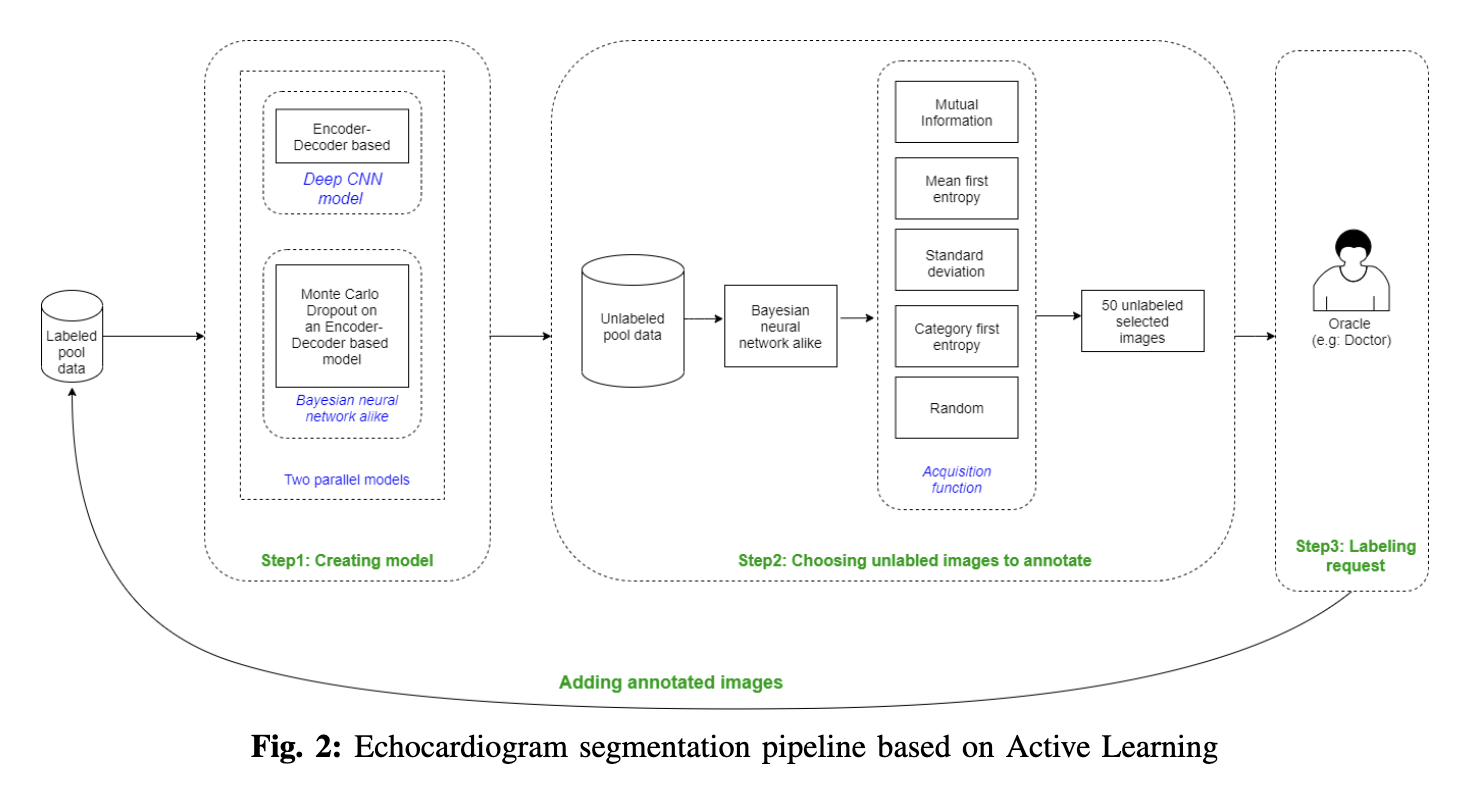 Labeled
pool
data
Encoder-
Decoder based
Deep CNN
model
Monte Carlo
Dropout on
an Encoder-
Decoder based
model
Bayesian neural
network alike
Two parallel models
Step1: Creating model
Unlabeled
pool data
Bayesian
neural
network alike
Mutual
Information
Mean first
entropy
Standard
deviation
Category first
entropy
Random
Acquisition
function
50 unlabeled
selected
images
Step2: Choosing unlabled images to annotate
Oracle
(e.g: Doctor)
Step3: Labeling
request
Adding annotated images
Fig. 2: Echocardiogram segmentation pipeline based on Active Learning